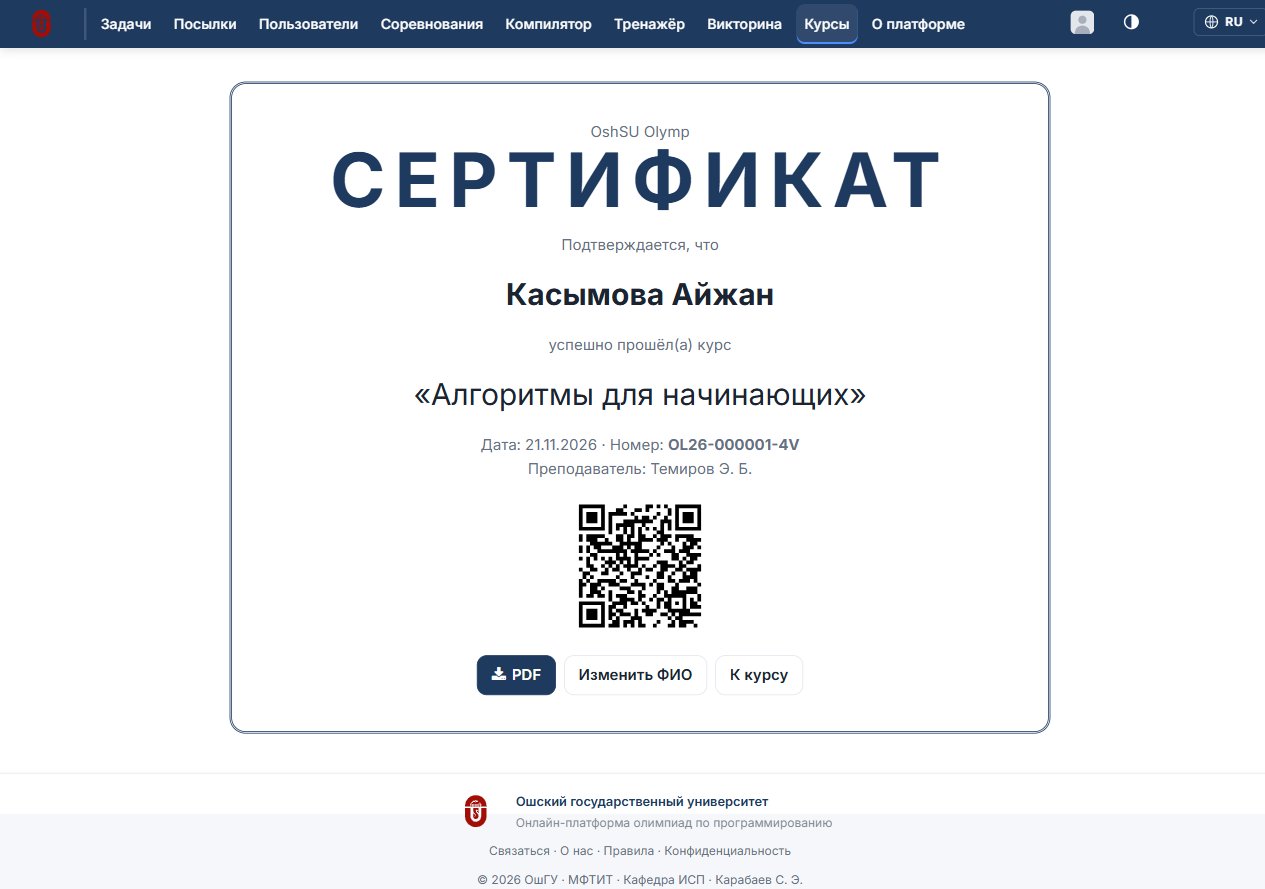 Задачи Посылки Пользователи Соревнования Компилятор Тренажёр Викторина Курсы О платформе RU
OshSU Olymp
СЕРТИФИКАТ
Подтверждается, что
Касымова Айжан
успешно прошёл(а) курс
«Алгоритмы для начинающих»
Дата: 21.11.2026 · Номер: OL26-000001-4V
Преподаватель: Темиров Э. Б.
PDF Изменить ФИО К курсу
Ошский государственный университет
Онлайн-платформа олимпиад по программированию
Связаться · О нас · Правила · Конфиденциальность
© 2026 ОшГУ · МФТИТ · Кафедра ИСП · Карабаев С. Э.